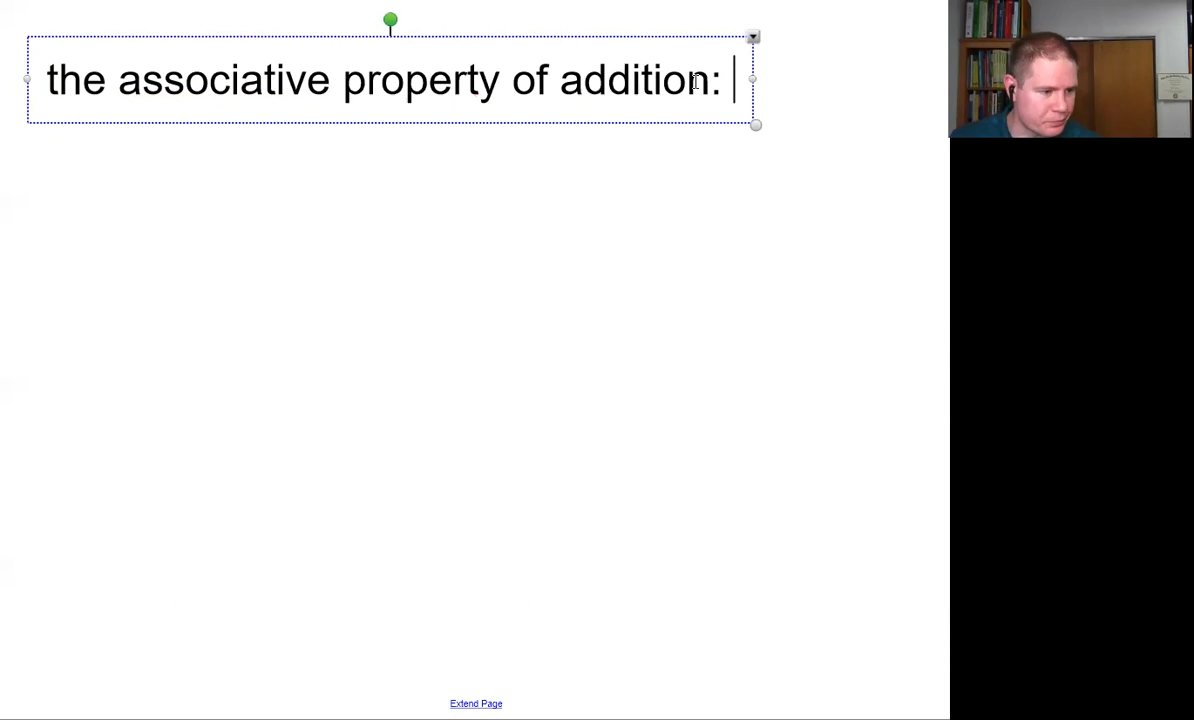 the associative property of addition:
Extend Page